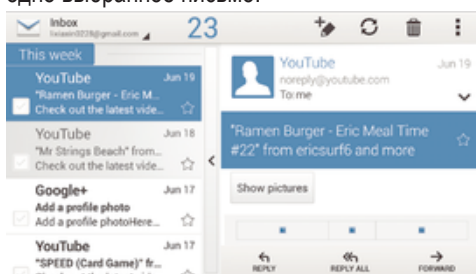 одно выбранное письмо.
Inbox
23
This week
YouTube
Jun 19
"Ramen Burger - Eric M...
Check out the latest vide...
YouTube
Jun 18
"Mr Strings Beach" from...
Check out the latest vide...
Google+
Jun 17
Add a profile photo
Add a profile photoHere...
YouTube
Jun 17
"SPEED (Card Game)" fr...
YouTube
Jun 19
noreply@youtube.com
To: me
"Ramen Burger - Eric Meal Time
#22" from ericsurf6 and more
Show pictures
REPLY
REPLY ALL
FORWARD